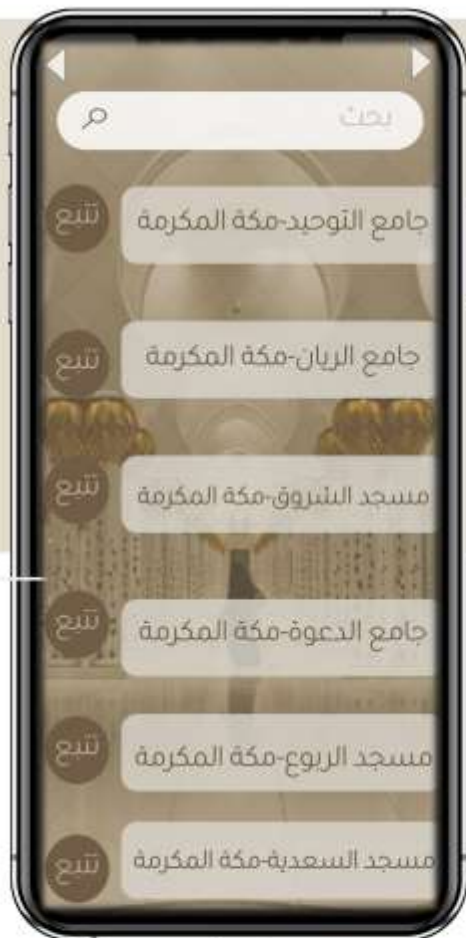 بحث
جامع التوحيد-مكة المكرمة
تتبع
جامع الريان-مكة المكرمة
تتبع
مسجد الشروق-مكة المكرمة
تتبع
جامع الدعوة-مكة المكرمة
تتبع
مسجد الربوع-مكة المكرمة
تتبع
مسجد السعدية-مكة المكرمة
تتبع